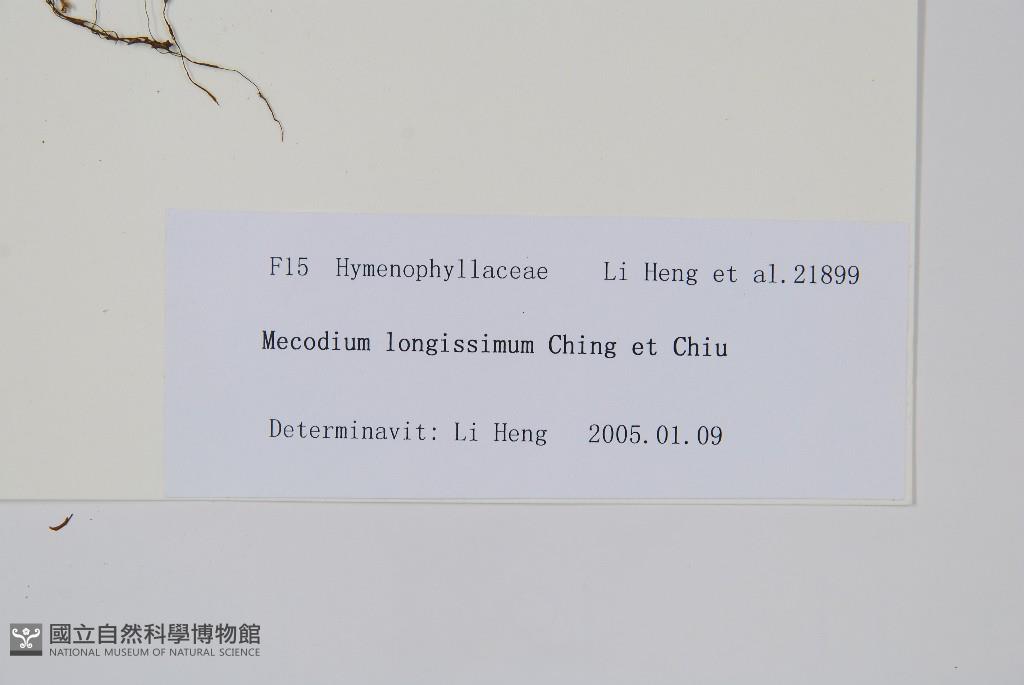 F15 Hymenophyllaceae Li Heng et al.21899
Mecodium longissimum Ching et Chiu
Determinavit: Li Heng 2005.01.09
國立自然科學博物館
NATIONAL MUSEUM OF NATURAL SCIENCE